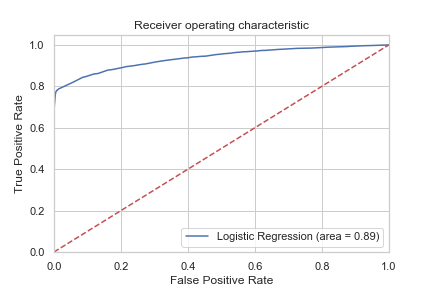 Receiver operating characteristic
True Positive Rate
1.0
0.8
0.6
0.4
0.2
0.0
Logistic Regression (area = 0.89)
0.0 0.2 0.4 0.6 0.8 1.0
False Positive Rate